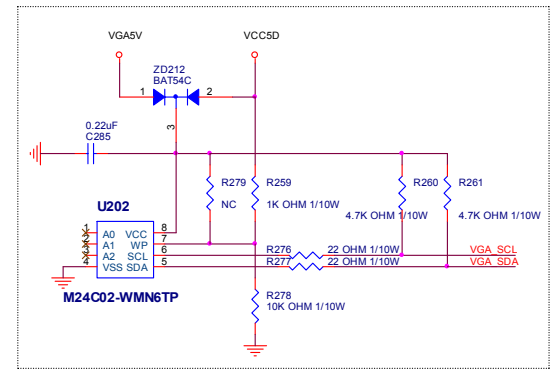 VGA5V
VCC5D
ZD212
BAT54C
1
2
3
0.22uF
C285
R279
NC
R259
1K OHM 1/10W
R260
4.7K OHM 1/10W
R261
4.7K OHM 1/10W
U202
1 A0 VCC 8
2 A1 WP 7
3 A2 SCL 6
4 VSS SDA 5
R276 22 OHM 1/10W VGA_SCL
R277 22 OHM 1/10W VGA_SDA
M24C02-WMN6TP
R278
10K OHM 1/10W